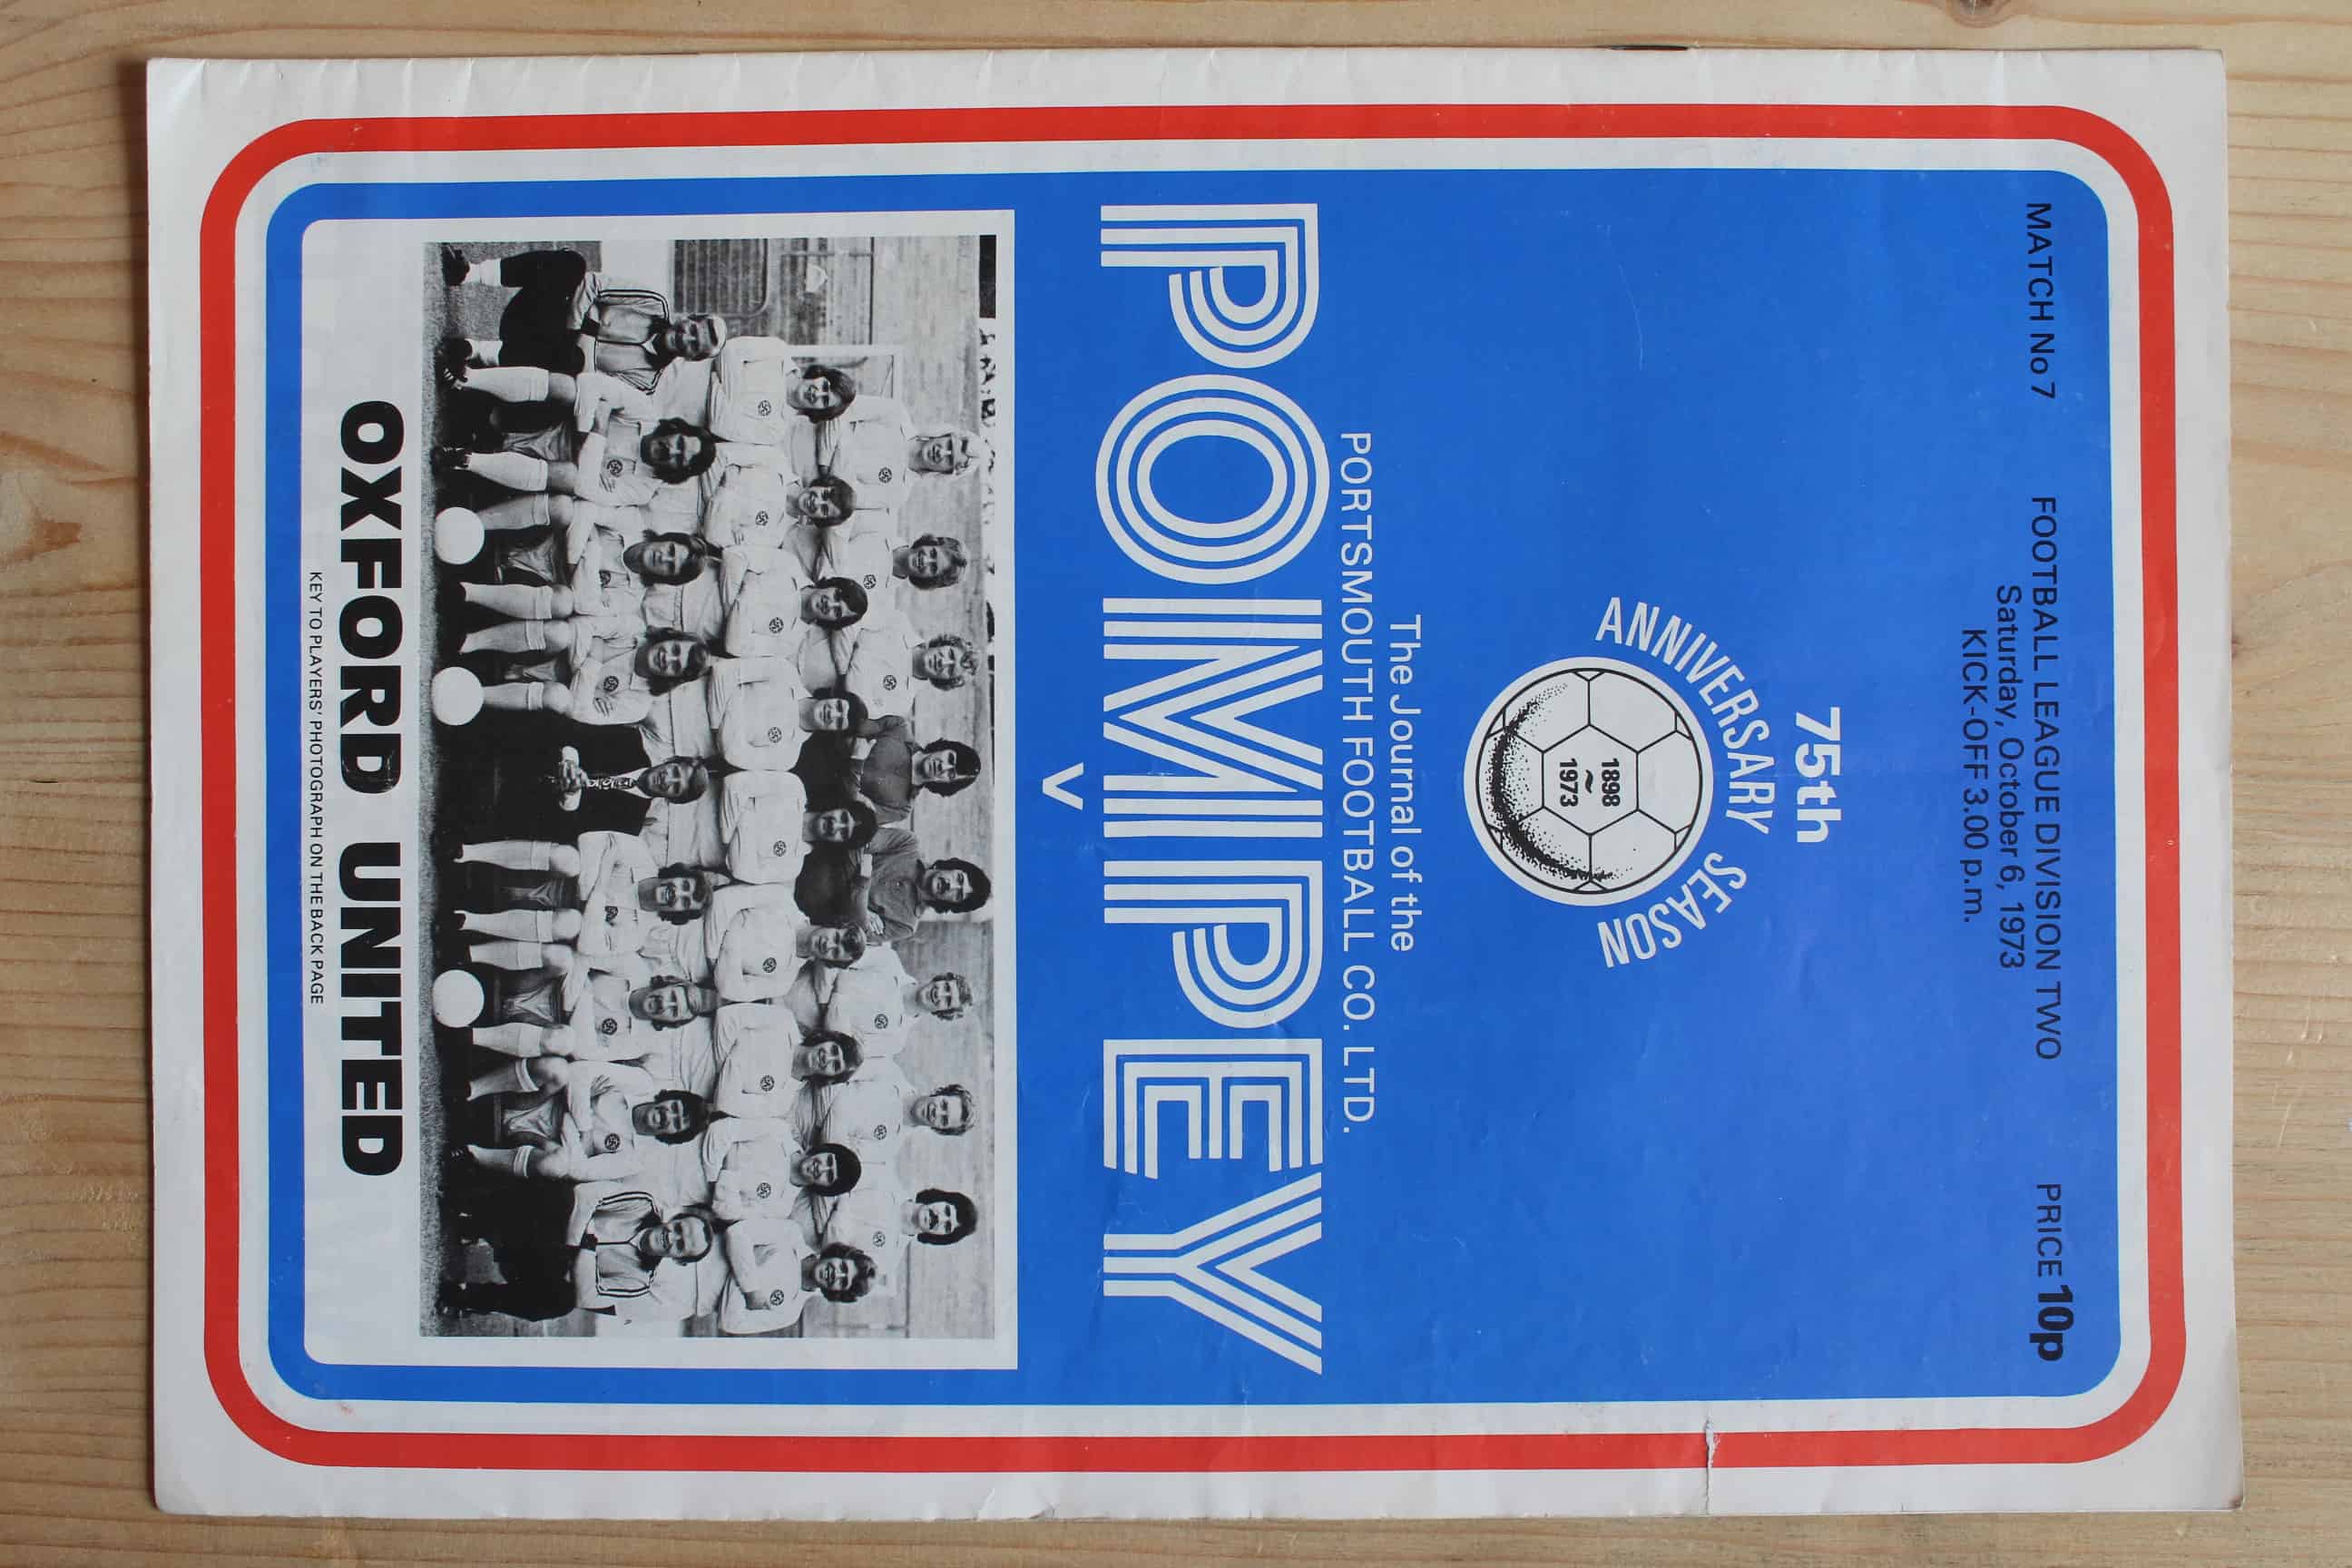 MATCH No 7
FOOTBALL LEAGUE DIVISION TWO
Saturday, October 6, 1973
KICK-OFF 3.00 p.m.
PRICE 10p
75th
ANNIVERSARY SEASON
1898
~
1973
The Journal of the
PORTSMOUTH FOOTBALL CO. LTD.
POMPEY
v
OXFORD UNITED
KEY TO PLAYERS' PHOTOGRAPH ON THE BACK PAGE